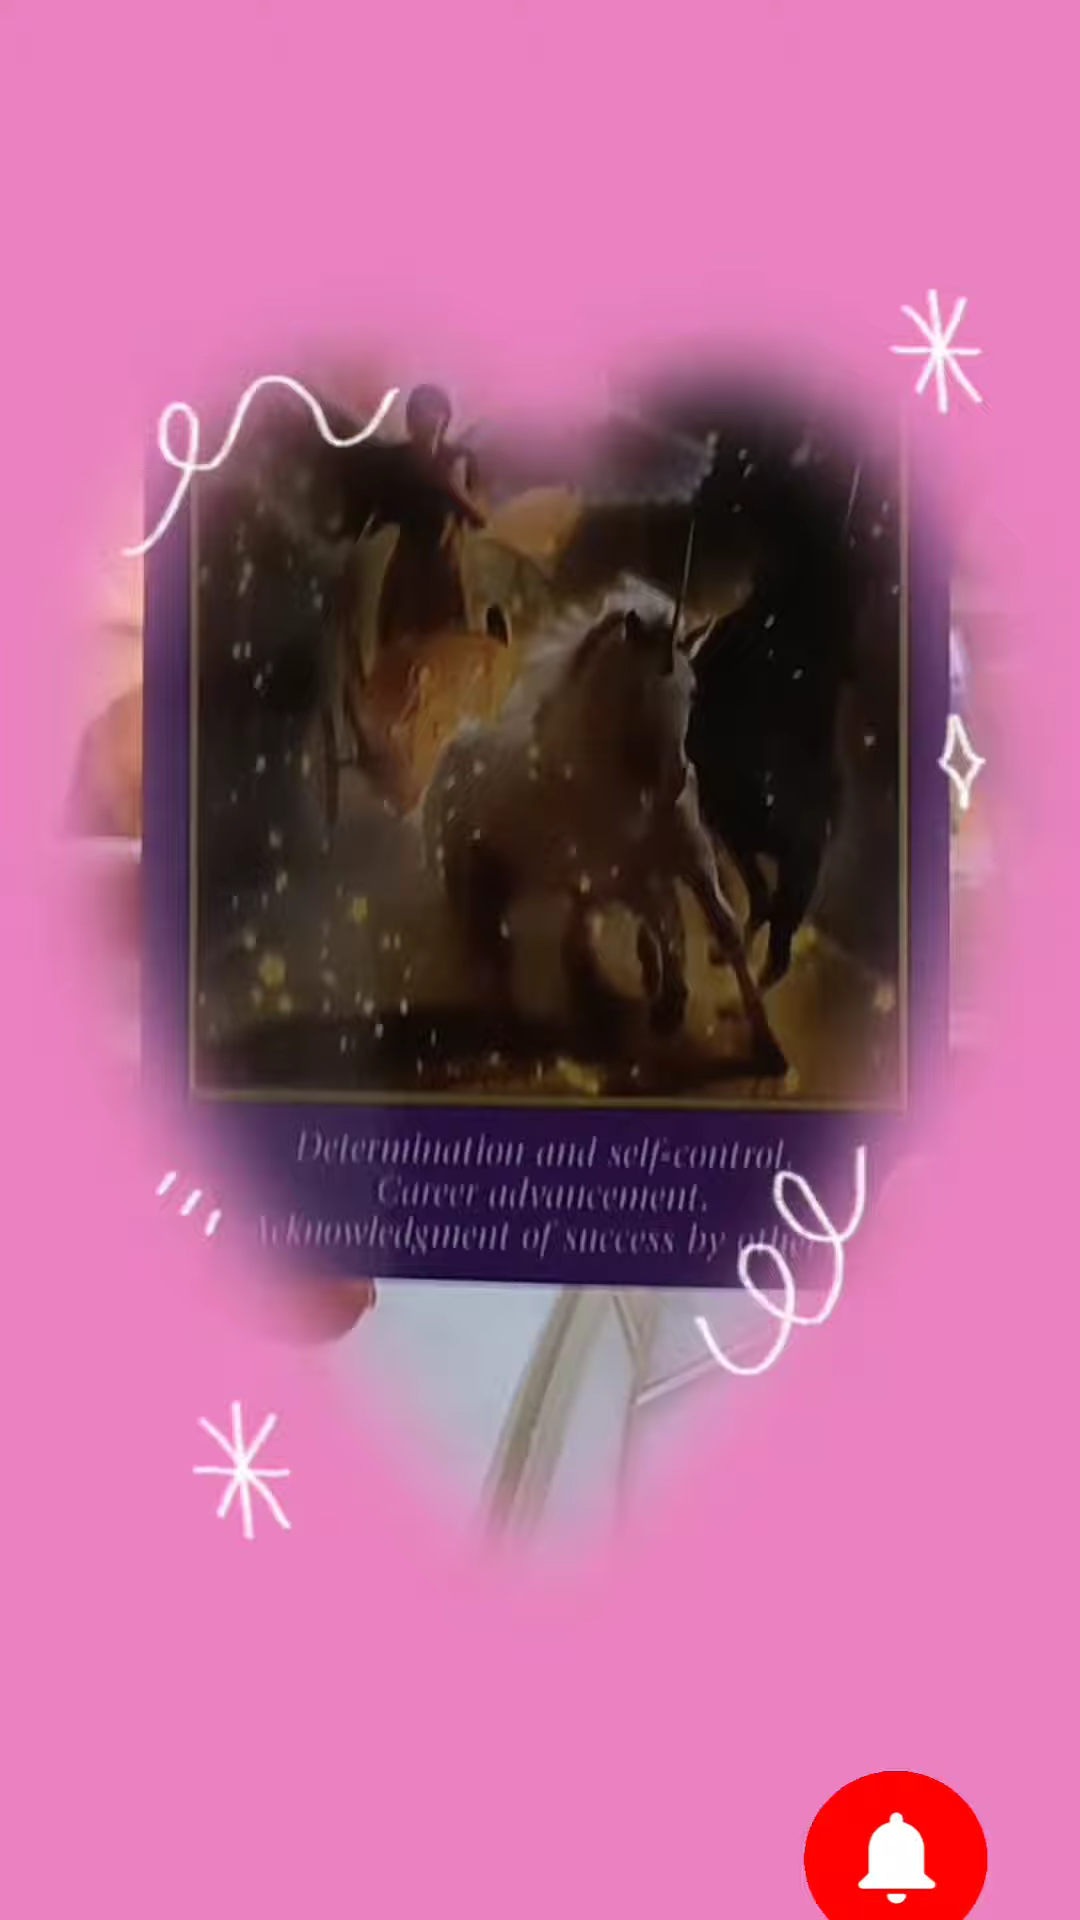 Determination and self-control.
Career advancement.
Acknowledgment of success by